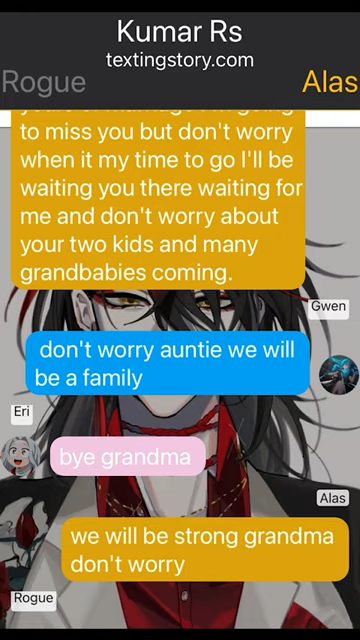 Kumar Rs
textingstory.com
Rogue
Alas
to miss you but don't worry
when it my time to go I'll be
waiting you there waiting for
me and don't worry about
your two kids and many
grandbabies coming.
Gwen
don't worry auntie we will
be a family
Eri
bye grandma
Alas
we will be strong grandma
don't worry
Rogue